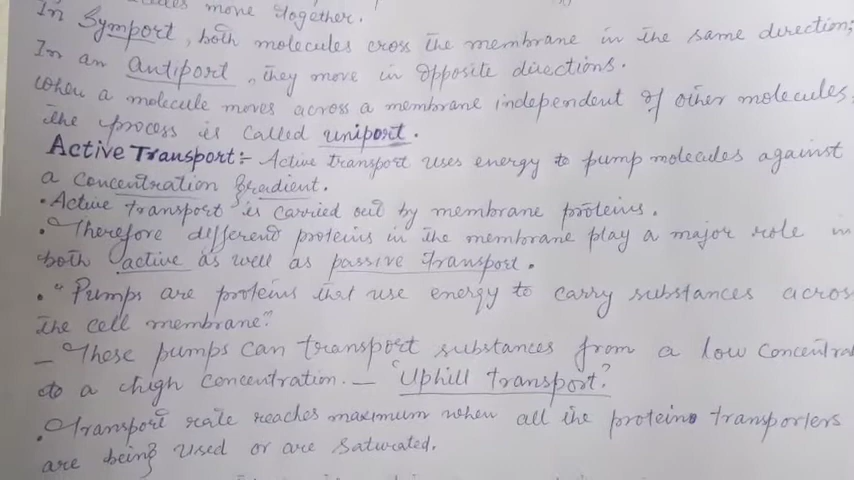 move together.
In Symport, both molecules cross the membrane in the same direction;
In an antiport, they move in opposite directions.
when a molecule moves across a membrane independent of other molecules,
the process is called uniport.
Active Transport:- Active transport uses energy to pump molecules against
a concentration gradient.
• Active transport is carried out by membrane proteins.
• Therefore different proteins in the membrane play a major role in
both active as well as passive transport.
• "Pumps are proteins that use energy to carry substances across
the cell membrane."
– These pumps can transport substances from a low concentrat
to a high concentration. – "Uphill transport."
• Transport rate reaches maximum when all the protein transporters
are being used or are saturated.